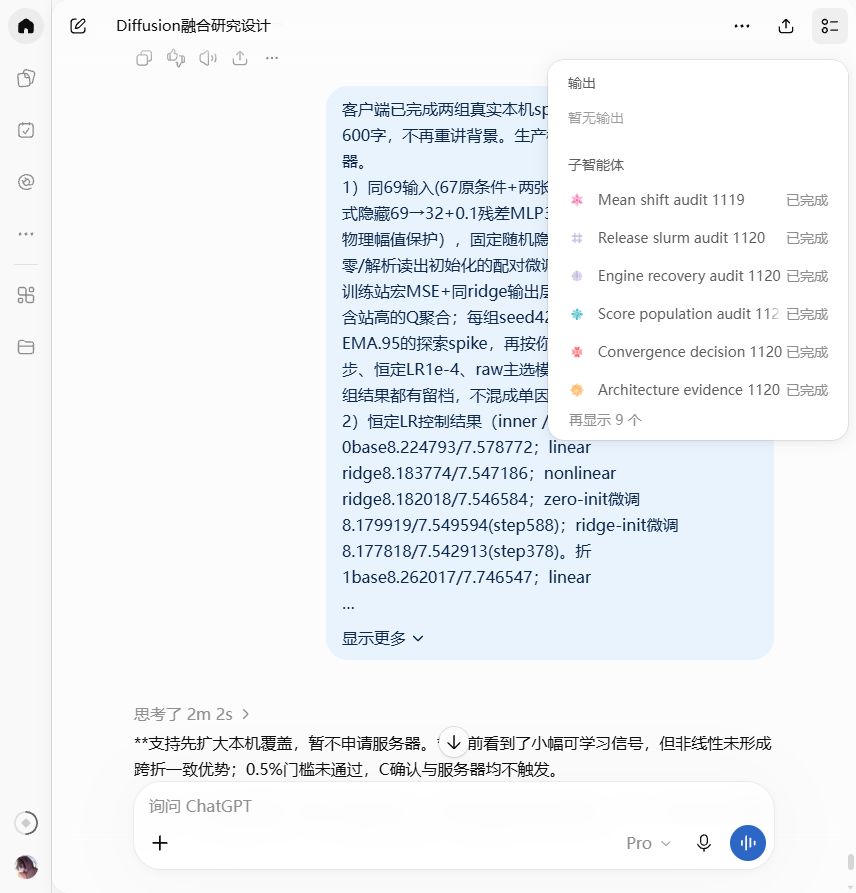 Diffusion融合研究设计
输出
暂无输出
子智能体
Mean shift audit 1119 已完成
Release slurm audit 1120 已完成
Engine recovery audit 1120 已完成
Score population audit 112 已完成
Convergence decision 1120 已完成
Architecture evidence 1120 已完成
再显示 9 个
客户端已完成两组真实本机sp
600字，不再重讲背景。生产
器。
1）同69输入(67原条件+两张
式隐藏69→32+0.1残差MLP3
物理幅值保护），固定随机隐
零/解析读出初始化的配对微调
训练站宏MSE+同ridge输出层
含站高的Q聚合；每组seed42
EMA.95的探索spike，再按你
步、恒定LR1e-4、raw主选模
组结果都有留档，不混成单因
2）恒定LR控制结果（inner /
0base8.224793/7.578772；linear
ridge8.183774/7.547186；nonlinear
ridge8.182018/7.546584；zero-init微调
8.179919/7.549594(step588)；ridge-init微调
8.177818/7.542913(step378)。折
1base8.262017/7.746547；linear
...
显示更多
思考了 2m 2s
**支持先扩大本机覆盖，暂不申请服务器。前看到了小幅可学习信号，但非线性未形成
跨折一致优势；0.5%门槛未通过，C确认与服务器均不触发。
询问 ChatGPT
Pro